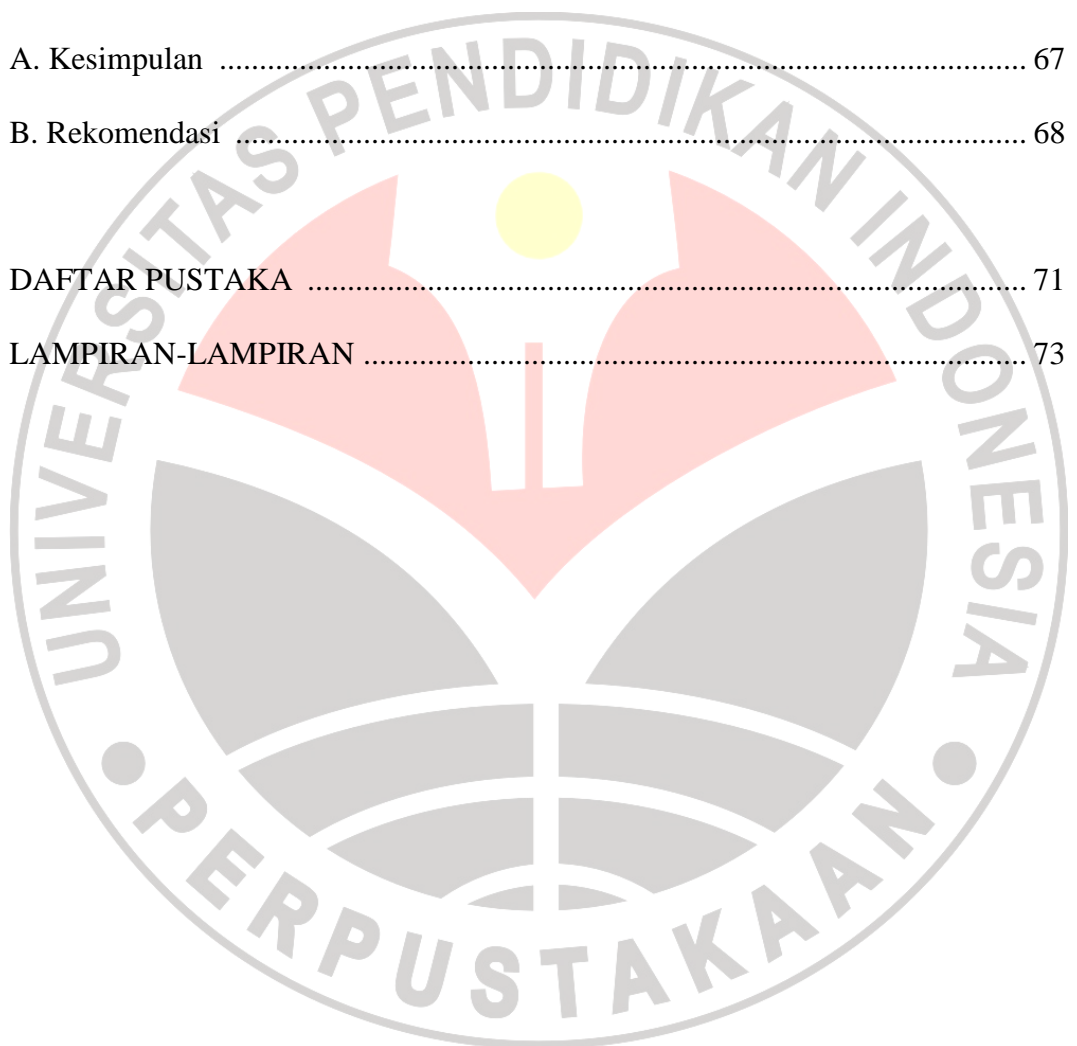 A. Kesimpulan ........................................................................................ 67
B. Rekomendasi ..................................................................................... 68
DAFTAR PUSTAKA ............................................................................. 71
LAMPIRAN-LAMPIRAN ....................................................................... 73
UNIVERSITAS PENDIDIKAN INDONESIA
PERPUSTAKAAN